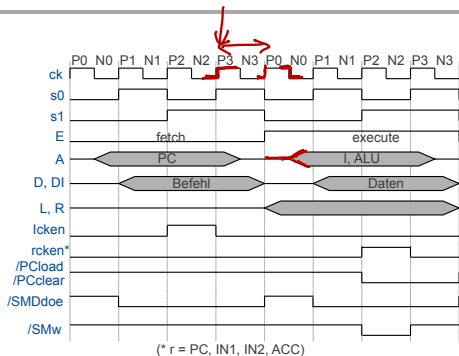 P0 N0 P1 N1 P2 N2 P3 N3 P0 N0 P1 N1 P2 N2 P3 N3
ck
s0
s1
E fetch execute
A PC I, ALU
D, DI Befehl Daten
L, R
Icken
rcken*
/PCload
/PCclear
/SMDdoe
/SMw
(* r = PC, IN1, IN2, ACC)